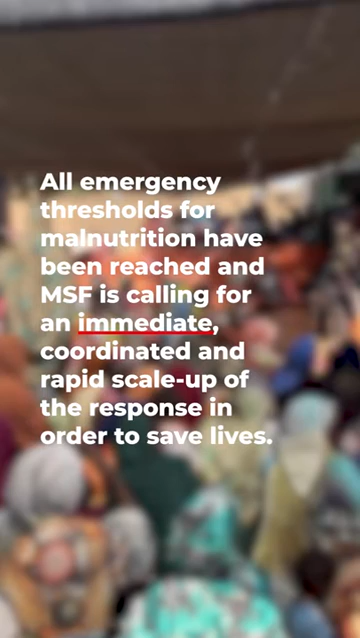 All emergency
thresholds for
malnutrition have
been reached and
MSF is calling for
an immediate,
coordinated and
rapid scale-up of
the response in
order to save lives.